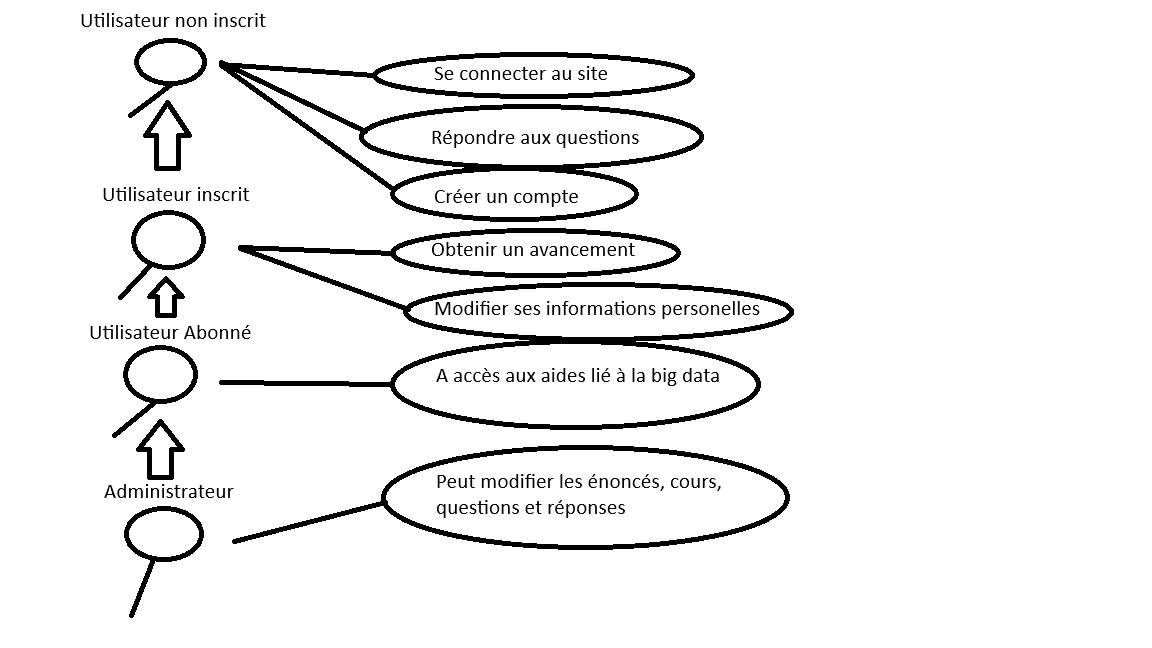 Utilisateur non inscrit
Se connecter au site
Répondre aux questions
Créer un compte
Utilisateur inscrit
Obtenir un avancement
Modifier ses informations personelles
Utilisateur Abonné
A accès aux aides lié à la big data
Administrateur
Peut modifier les énoncés, cours,
questions et réponses